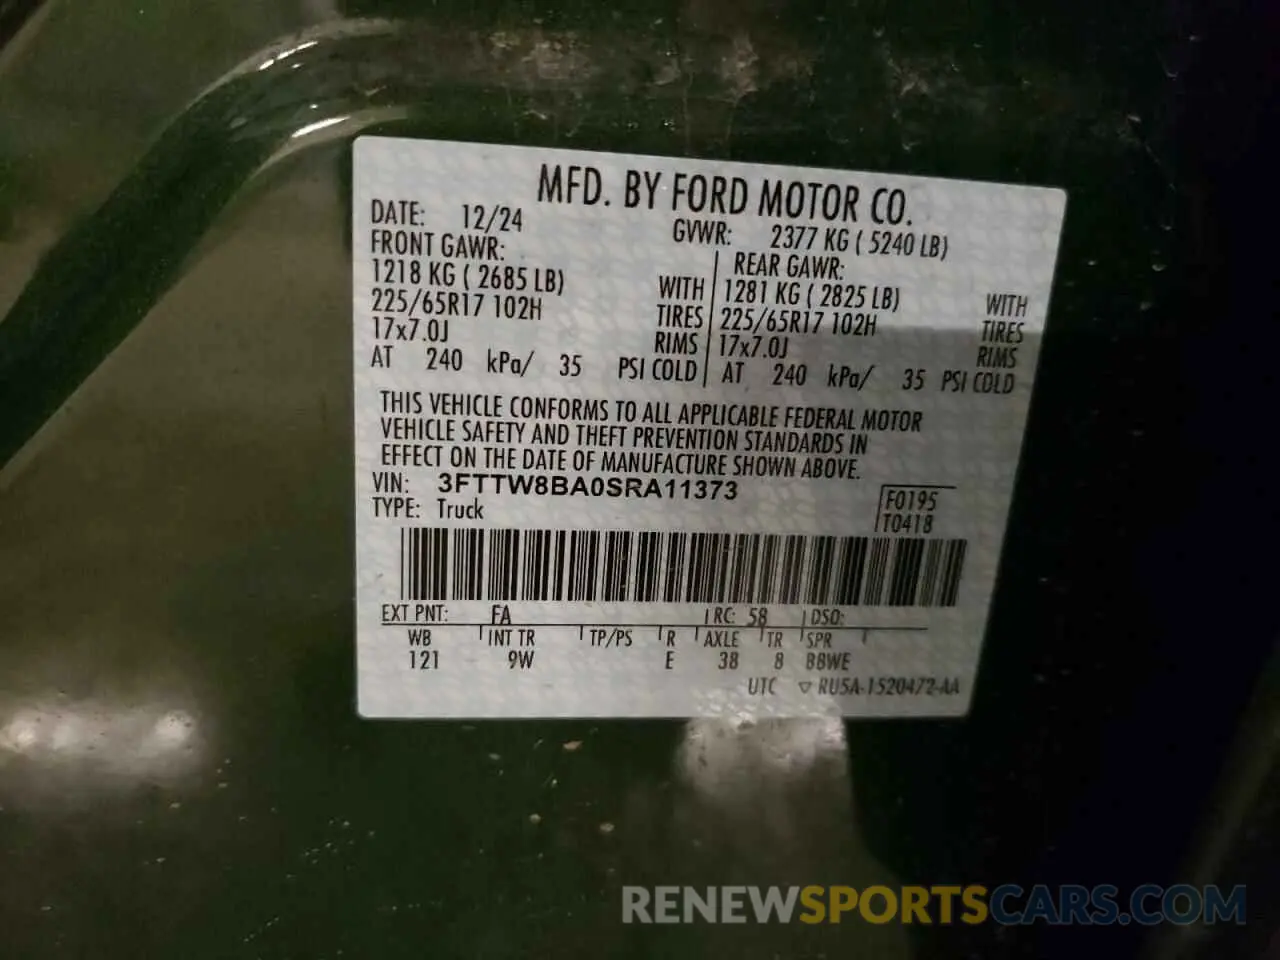 MFD. BY FORD MOTOR CO.
DATE: 12/24 GVWR: 2377 KG ( 5240 LB)
FRONT GAWR: REAR GAWR:
1218 KG ( 2685 LB) WITH 1281 KG ( 2825 LB) WITH
225/65R17 102H TIRES 225/65R17 102H TIRES
17x7.0J RIMS 17x7.0J RIMS
AT 240 kPa/ 35 PSI COLD AT 240 kPa/ 35 PSI COLD
THIS VEHICLE CONFORMS TO ALL APPLICABLE FEDERAL MOTOR
VEHICLE SAFETY AND THEFT PREVENTION STANDARDS IN
EFFECT ON THE DATE OF MANUFACTURE SHOWN ABOVE.
VIN: 3FTTW8BA0SRA11373 F0195
TYPE: Truck T0418
EXT PNT: FA RC: 58 DSO:
WB INT TR TP/PS R AXLE TR SPR
121 9W E 38 8 B8WE
UTC ▽ RU5A-1520472-AA
RENEWSPORTSCARS.COM